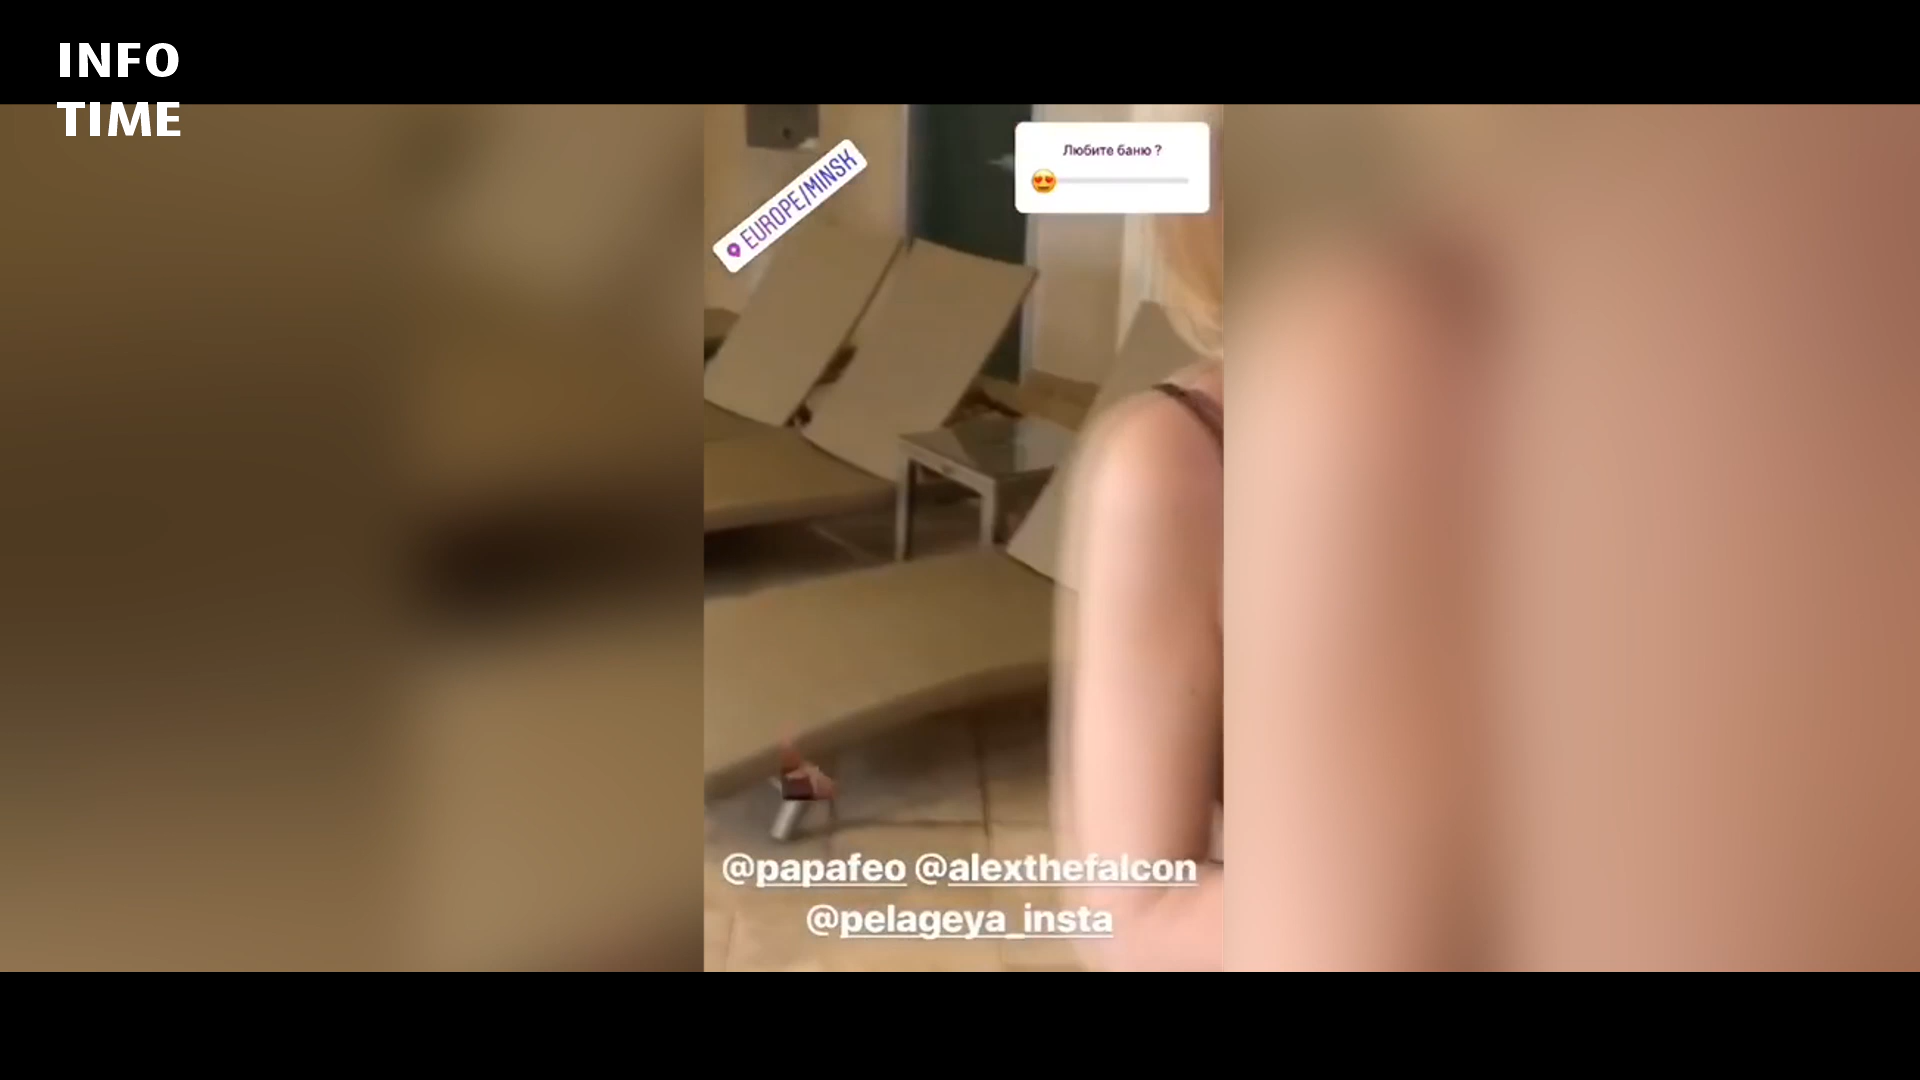 INFO
TIME
EUROPE/MINSK
Любите баню ?
@papafeo @alexthefalcon
@pelageya_insta